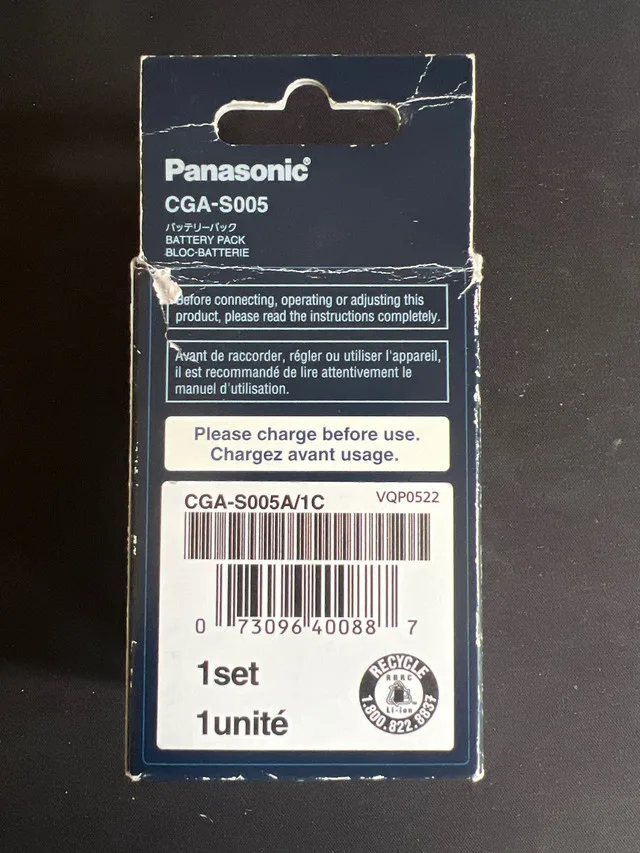 Panasonic®
CGA-S005
バッテリーパック
BATTERY PACK
BLOC-BATTERIE
Before connecting, operating or adjusting this
product, please read the instructions completely.
Avant de raccorder, régler ou utiliser l'appareil,
il est recommandé de lire attentivement le
manuel d'utilisation.
Please charge before use.
Chargez avant usage.
CGA-S005A/1C
VQP0522
0 73096 40088 7
1set
1unité
RECYCLE
RBRC
Li-ion
1.800.822.8837